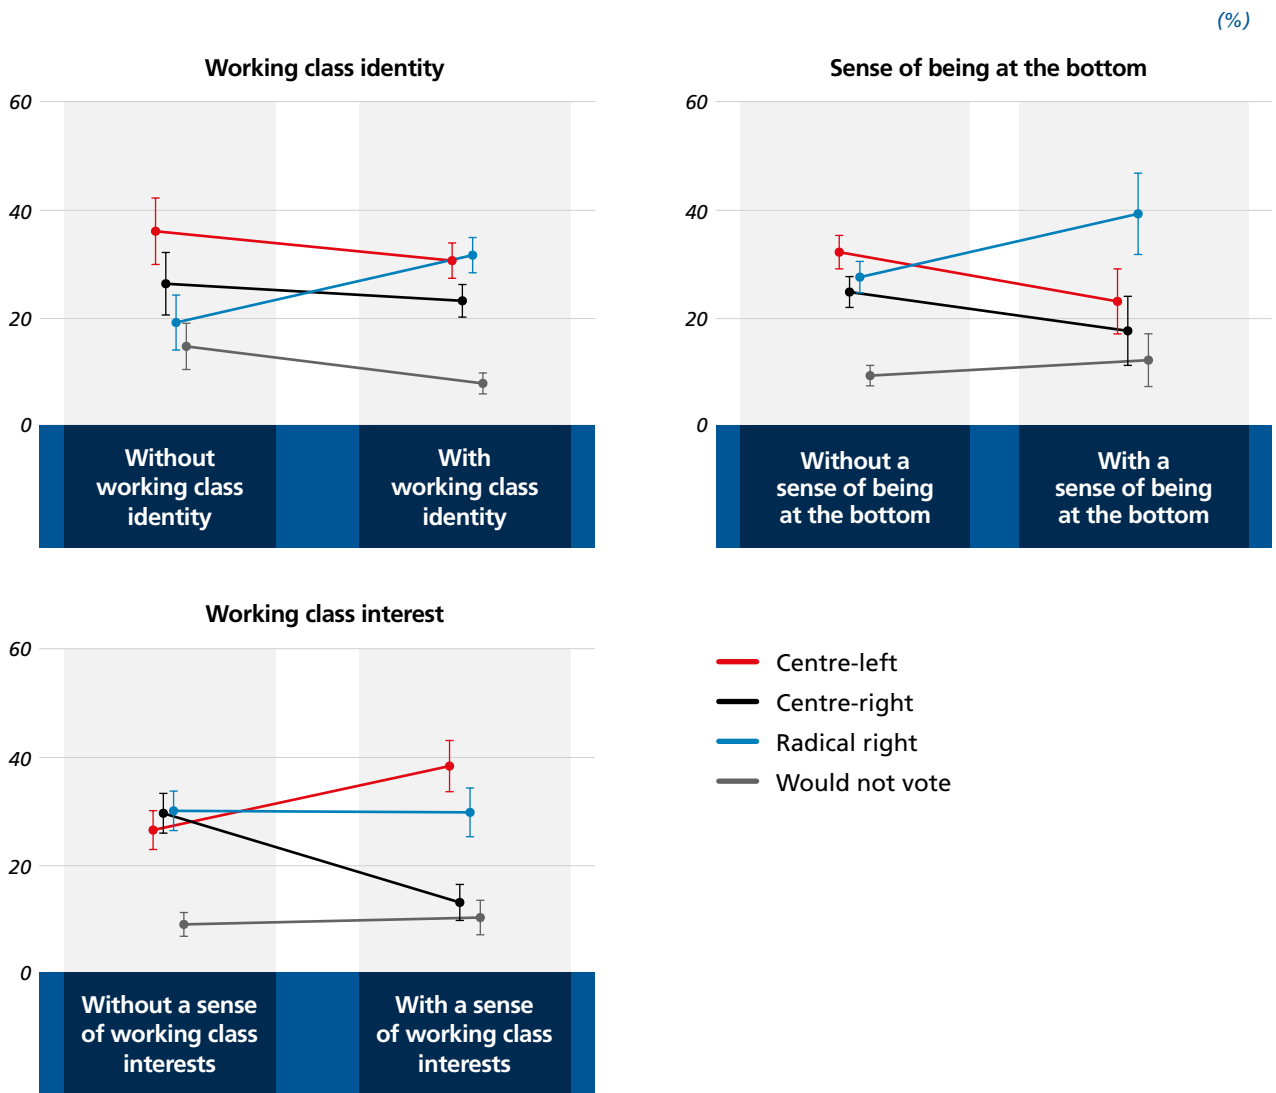 (%)
Working class identity
60
40
20
0
Without
working class
identity
With
working class
identity
Sense of being at the bottom
60
40
20
0
Without a
sense of being
at the bottom
With a
sense of being
at the bottom
Working class interest
60
40
20
0
Without a sense
of working class
interests
With a sense
of working class
interests
Centre-left
Centre-right
Radical right
Would not vote